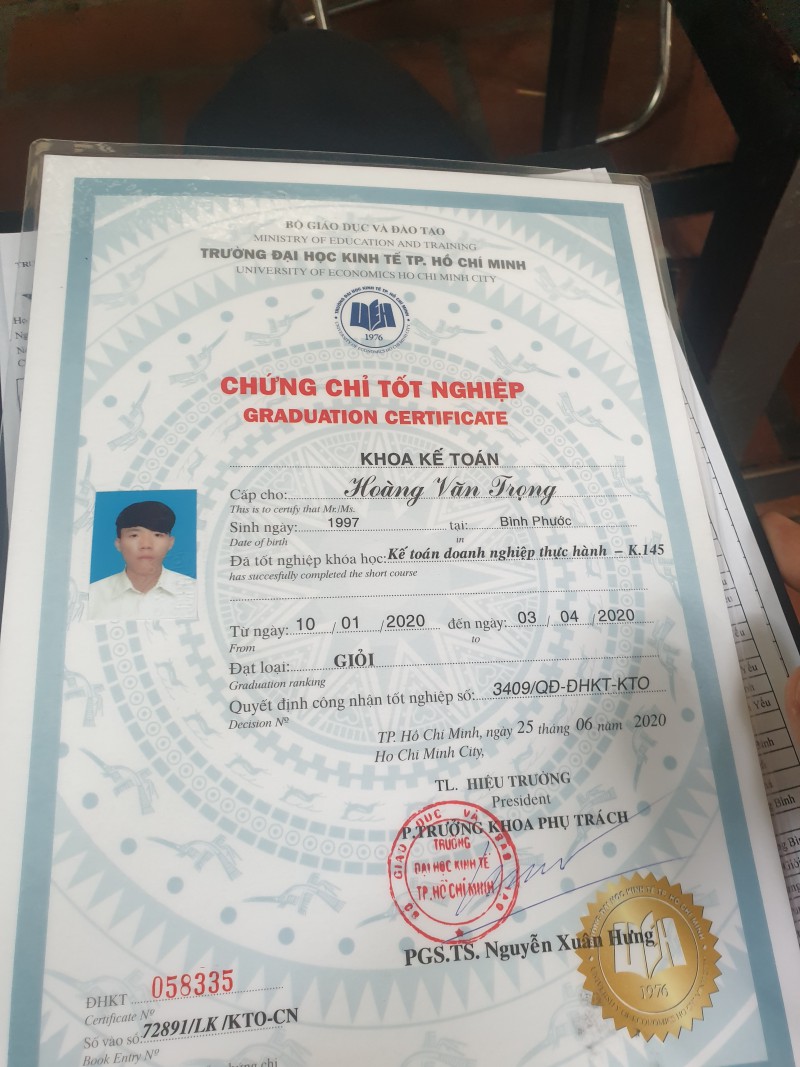 BỘ GIÁO DỤC VÀ ĐÀO TẠO
MINISTRY OF EDUCATION AND TRAINING
TRƯỜNG ĐẠI HỌC KINH TẾ TP. HỒ CHÍ MINH
UNIVERSITY OF ECONOMICS HO CHI MINH CITY
UEH
1976
CHỨNG CHỈ TỐT NGHIỆP
GRADUATION CERTIFICATE
KHOA KẾ TOÁN
Cấp cho: Hoàng Văn Trọng
This is to certify that Mr./Ms.
Sinh ngày: 1997 tại: Bình Phước
Date of birth in
Đã tốt nghiệp khóa học: Kế toán doanh nghiệp thực hành – K.145
has succesfully completed the short course
Từ ngày: 10 / 01 / 2020 đến ngày: 03 / 04 / 2020
From to
Đạt loại: GIỎI
Graduation ranking
Quyết định công nhận tốt nghiệp số: 3409/QĐ-ĐHKT-KTO
Decision Nº
TP. Hồ Chí Minh, ngày 25 tháng 06 năm 2020
Ho Chi Minh City,
TL. HIỆU TRƯỞNG
President
P.TRƯỞNG KHOA PHỤ TRÁCH
TRƯỜNG
ĐẠI HỌC KINH TẾ
TP.HỒ CHÍ MINH
PGS.TS. Nguyễn Xuân Hưng
1976
ĐHKT 058335
Certificate Nº
Số vào sổ: 72891/LK /KTO-CN
Book Entry Nº